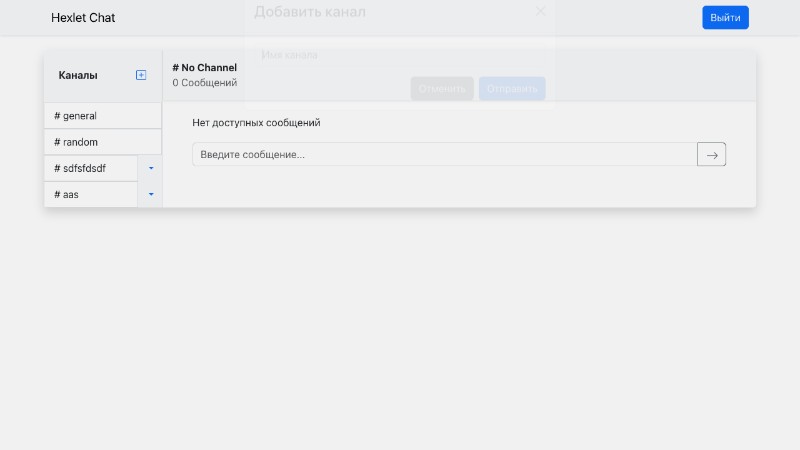 Hexlet Chat
Выйти
Добавить канал
Имя канала
Отменить
Отправить
Каналы
# general
# random
# sdfsfdsdf
# aas
# No Channel
0 Сообщений
Нет доступных сообщений
Введите сообщение...